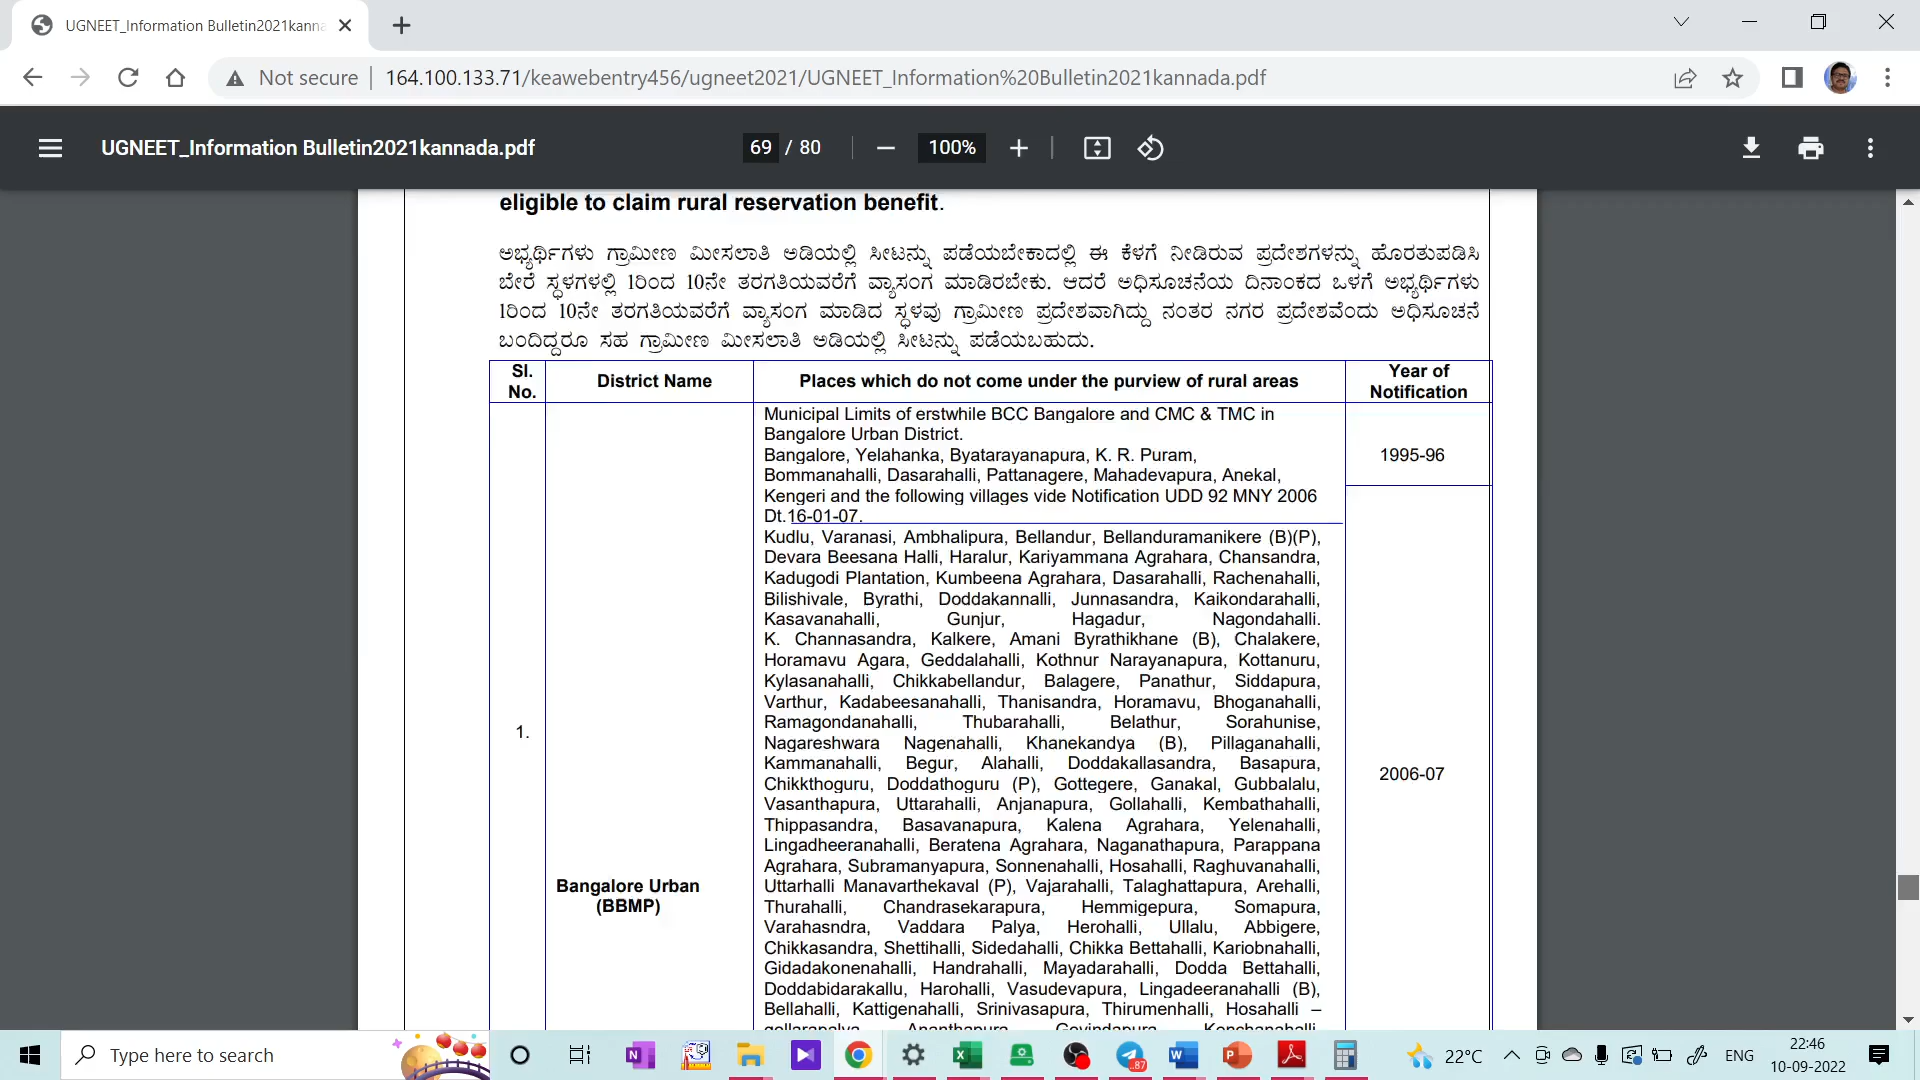 UGNEET_Information Bulletin2021kanna
Not secure
164.100.133.71/keawebentry456/ugneet2021/UGNEET_Information%20Bulletin2021kannada.pdf
UGNEET_Information Bulletin2021kannada.pdf
69 / 80
100%
eligible to claim rural reservation benefit.
ಅಭ್ಯರ್ಥಿಗಳು ಗ್ರಾಮೀಣ ಮೀಸಲಾತಿ ಅಡಿಯಲ್ಲಿ ಸೀಟನ್ನು ಪಡೆಯಬೇಕಾದಲ್ಲಿ ಈ ಕೆಳಗೆ ನೀಡಿರುವ ಪ್ರದೇಶಗಳನ್ನು ಹೊರತುಪಡಿಸಿ
ಬೇರೆ ಸ್ಥಳಗಳಲ್ಲಿ 1ರಿಂದ 10ನೇ ತರಗತಿಯವರೆಗೆ ವ್ಯಾಸಂಗ ಮಾಡಿರಬೇಕು. ಆದರೆ ಅಧಿಸೂಚನೆಯ ದಿನಾಂಕದ ಒಳಗೆ ಅಭ್ಯರ್ಥಿಗಳು
1ರಿಂದ 10ನೇ ತರಗತಿಯವರೆಗೆ ವ್ಯಾಸಂಗ ಮಾಡಿದ ಸ್ಥಳವು ಗ್ರಾಮೀಣ ಪ್ರದೇಶವಾಗಿದ್ದು ನಂತರ ನಗರ ಪ್ರದೇಶವೆಂದು ಅಧಿಸೂಚನೆ
ಬಂದಿದ್ದರೂ ಸಹ ಗ್ರಾಮೀಣ ಮೀಸಲಾತಿ ಅಡಿಯಲ್ಲಿ ಸೀಟನ್ನು ಪಡೆಯಬಹುದು.
Sl. No.
District Name
Places which do not come under the purview of rural areas
Year of
Notification
1.
Bangalore Urban
(BBMP)
Municipal Limits of erstwhile BCC Bangalore and CMC & TMC in
Bangalore Urban District.
Bangalore, Yelahanka, Byatarayanapura, K. R. Puram,
Bommanahalli, Dasarahalli, Pattanagere, Mahadevapura, Anekal,
Kengeri and the following villages vide Notification UDD 92 MNY 2006
Dt.16-01-07.
1995-96
Kudlu, Varanasi, Ambhalipura, Bellandur, Bellanduramanikere (B)(P),
Devara Beesana Halli, Haralur, Kariyammana Agrahara, Chansandra,
Kadugodi Plantation, Kumbeena Agrahara, Dasarahalli, Rachenahalli,
Bilishivale, Byrathi, Doddakannalli, Junnasandra, Kaikondarahalli,
Kasavanahalli, Gunjur, Hagadur, Nagondahalli.
K. Channasandra, Kalkere, Amani Byrathikhane (B), Chalakere,
Horamavu Agara, Geddalahalli, Kothnur Narayanapura, Kottanuru,
Kylasanahalli, Chikkabellandur, Balagere, Panathur, Siddapura,
Varthur, Kadabeesanahalli, Thanisandra, Horamavu, Bhoganahalli,
Ramagondanahalli, Thubarahalli, Belathur, Sorahunise,
Nagareshwara Nagenahalli, Khanekandya (B), Pillaganahalli,
Kammanahalli, Begur, Alahalli, Doddakallasandra, Basapura,
Chikkthoguru, Doddathoguru (P), Gottegere, Ganakal, Gubbalalu,
Vasanthapura, Uttarahalli, Anjanapura, Gollahalli, Kembathahalli,
Thippasandra, Basavanapura, Kalena Agrahara, Yelenahalli,
Lingadheeranahalli, Beratena Agrahara, Naganathapura, Parappana
Agrahara, Subramanyapura, Sonnenahalli, Hosahalli, Raghuvanahalli,
Uttarhalli Manavarthekaval (P), Vajarahalli, Talaghattapura, Arehalli,
Thurahalli, Chandrasekarapura, Hemmigepura, Somapura,
Varahasndra, Vaddara Palya, Herohalli, Ullalu, Abbigere,
Chikkasandra, Shettihalli, Sidedahalli, Chikka Bettahalli, Kariobnahalli,
Gidadakonenahalli, Handrahalli, Mayadarahalli, Dodda Bettahalli,
Doddabidarakallu, Harohalli, Vasudevapura, Lingadeeranahalli (B),
Bellahalli, Kattigenahalli, Srinivasapura, Thirumenhalli, Hosahalli –
gollarapalya, Ananthapura, Govindapura, Kenchanahalli,
2006-07
Type here to search
.87
22°C
ENG
22:46
10-09-2022